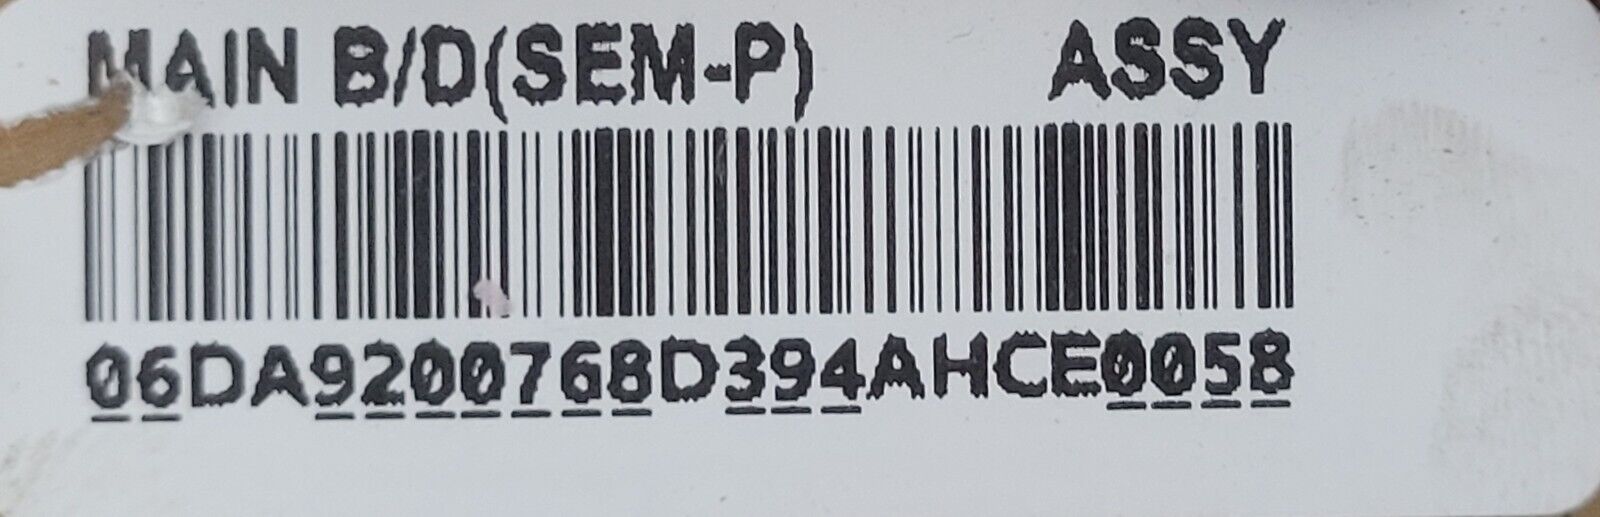 MAIN B/D(SEM-P) ASSY
06DA9200768D394AHCE0058